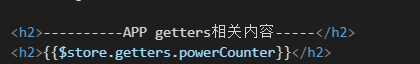 <h2>----------APP getters相关内容-----</h2>
<h2>{{$store.getters.powerCounter}}</h2>